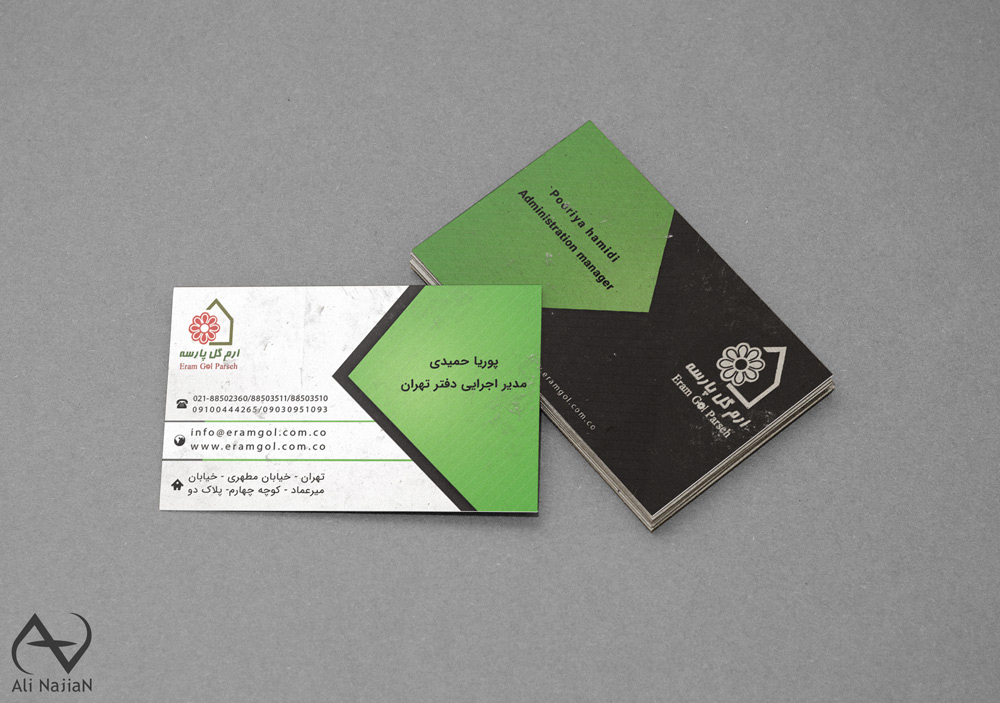 ارم گل پارسه
Eram Gol Parseh
021-88502360/88503511/88503510
09100444265/09030951093
info@eramgol.com.co
www.eramgol.com.co
تهران - خیابان مطهری - خیابان
میرعماد - کوچه چهارم- پلاک دو
پوریا حمیدی
مدیر اجرایی دفتر تهران
Pooriya hamidi
Administration manager
ارم گل پارسه
Eram Gol Parseh
.eramgol.com.co
Ali NajiaN